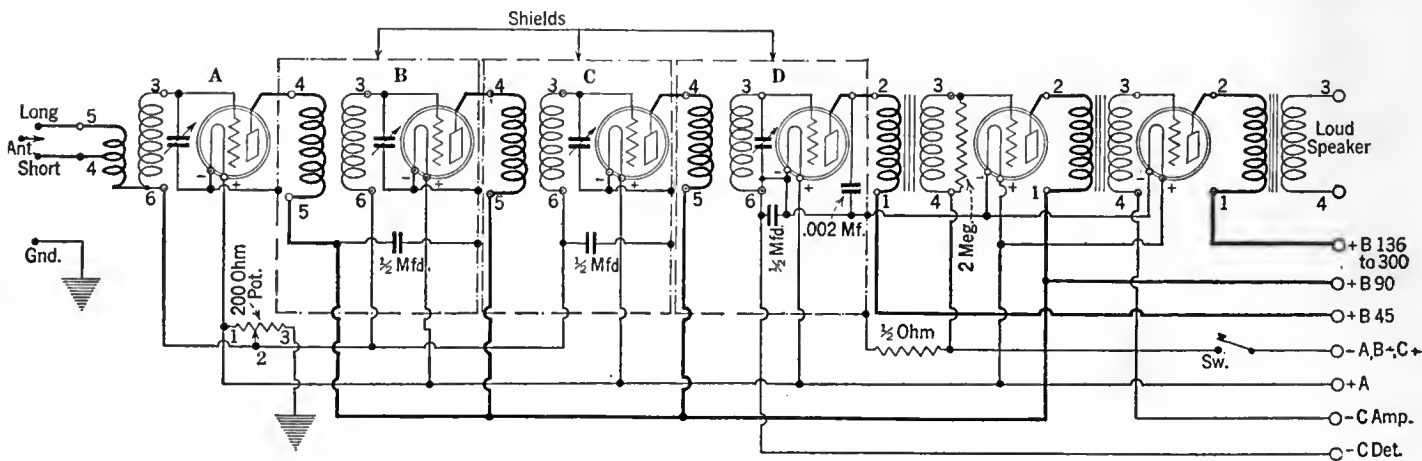 Shields
A
B
C
D
3
4
3
4
3
4
3
2
3
2
3
2
3
Long
5
Ant
Short
4
Loud
Speaker
- +
- +
- +
- +
- +
- +
6
5
6
5
6
5
6
1
4
1
4
1
4
Gnd.
200 Ohm
Pot.
1
2
3
½ Mfd.
½ Mfd
½ Mfd
.002 Mf.
2 Meg.
½ Ohm
Sw.
+B 136
to 300
+B 90
+B 45
-A,B-,C+
+A
-C Amp.
-C Det.